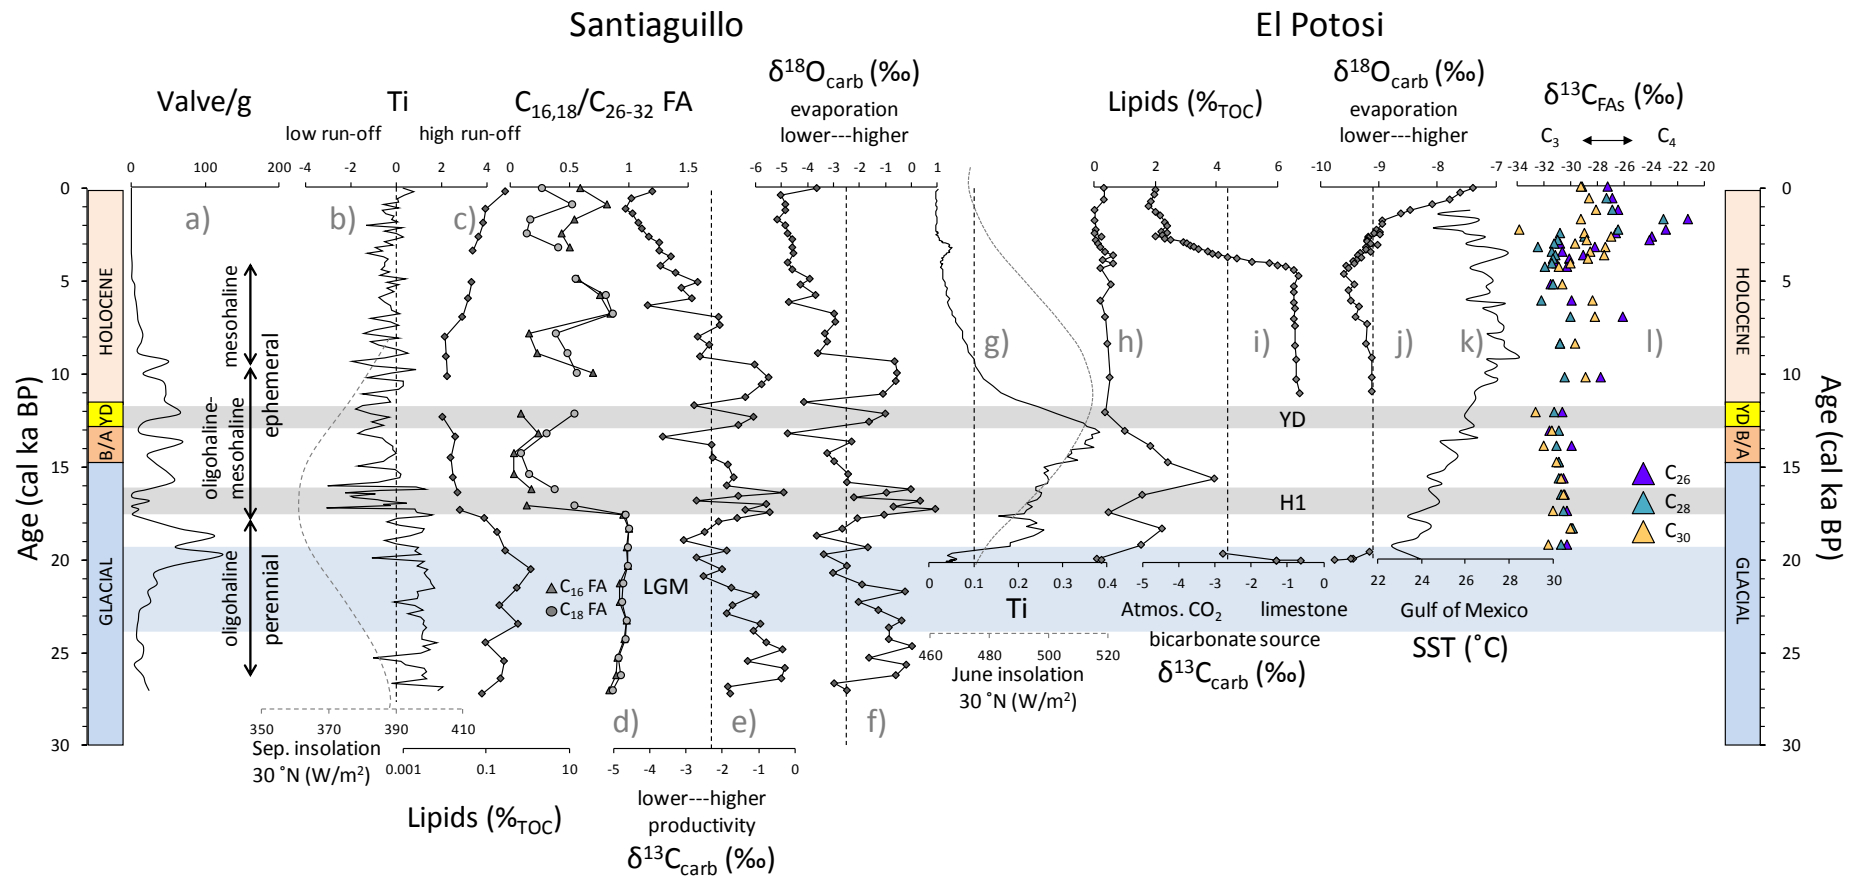 Santiaguillo El Potosi
δ18Ocarb (‰) δ18Ocarb (‰)
Valve/g Ti C16,18/C26-32 FA evaporation Lipids (%TOC) evaporation δ13CFAs (‰)
low run-off high run-off lower---higher lower---higher C3 C4
0 100 200 -4 -2 0 2 4 0 0.5 1 1.5 -6 -5 -4 -3 -2 -1 0 1 0 2 4 6 -10 -9 -8 -7 -34 -32 -30 -28 -26 -24 -22 -20
Age (cal ka BP)
0
5
10
15
20
25
30
HOLOCENE
YD
B/A
GLACIAL
a) b) c)
mesohaline
oligohaline-
mesohaline
oligohaline
ephemeral
perennial
g) h) i) j) k) l)
YD
H1
LGM
C16 FA
C18 FA
C26
C28
C30
d) e) f)
0 0.1 0.2 0.3 0.4 -5 -4 -3 -2 -1 0 22 24 26 28 30
Ti Atmos. CO2 limestone Gulf of Mexico
bicarbonate source SST (˚C)
δ13Ccarb (‰)
460 480 500 520
June insolation
30 ˚N (W/m2)
350 370 390 410
Sep. insolation
30 ˚N (W/m2)
0.001 0.1 10
Lipids (%TOC)
-5 -4 -3 -2 -1 0
lower---higher
productivity
δ13Ccarb (‰)
HOLOCENE
YD
B/A
GLACIAL
0
5
10
15
20
25
30
Age (cal ka BP)